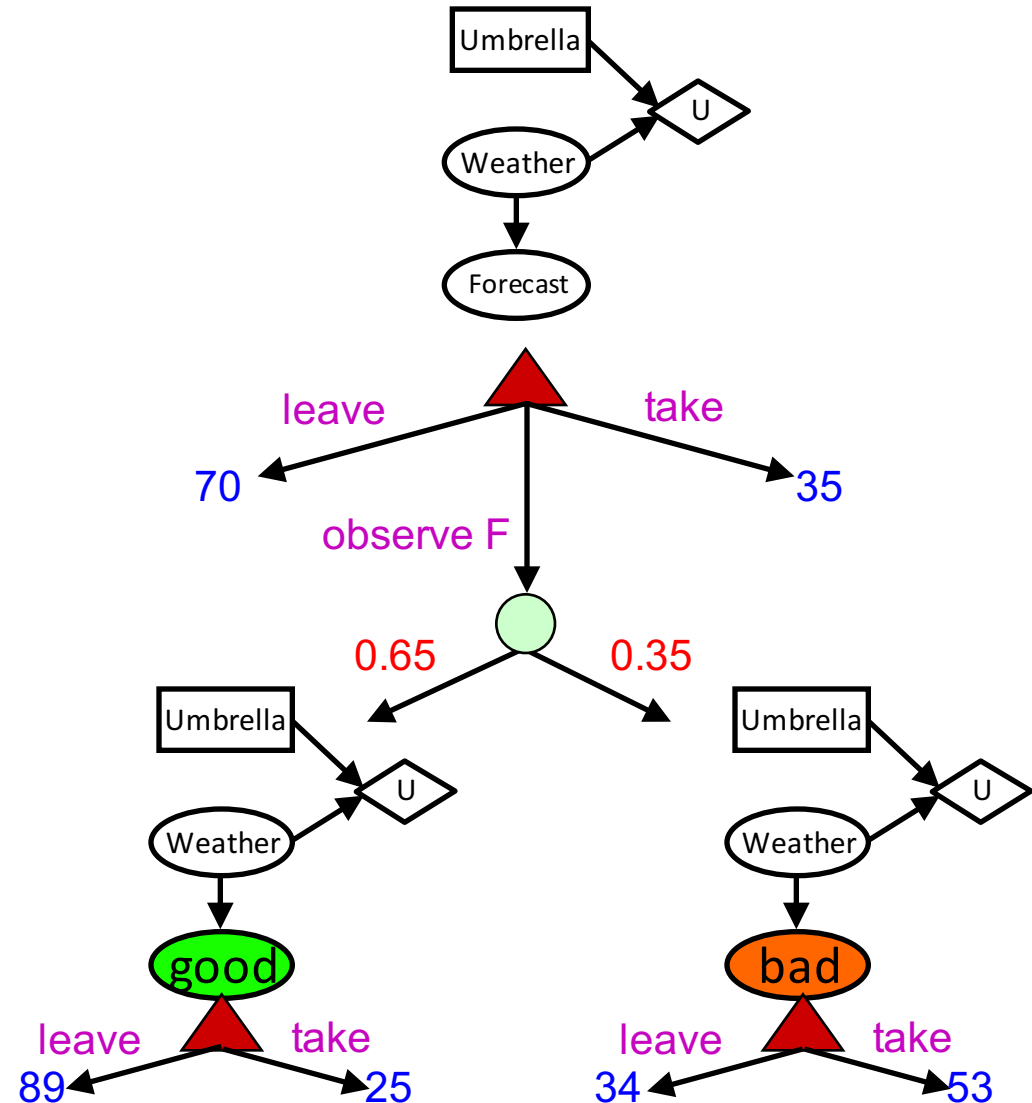 Umbrella
U
Weather
Forecast
leave take
70 35
observe F
0.65 0.35
Umbrella Umbrella
U U
Weather Weather
good bad
leave take leave take
89 25 34 53